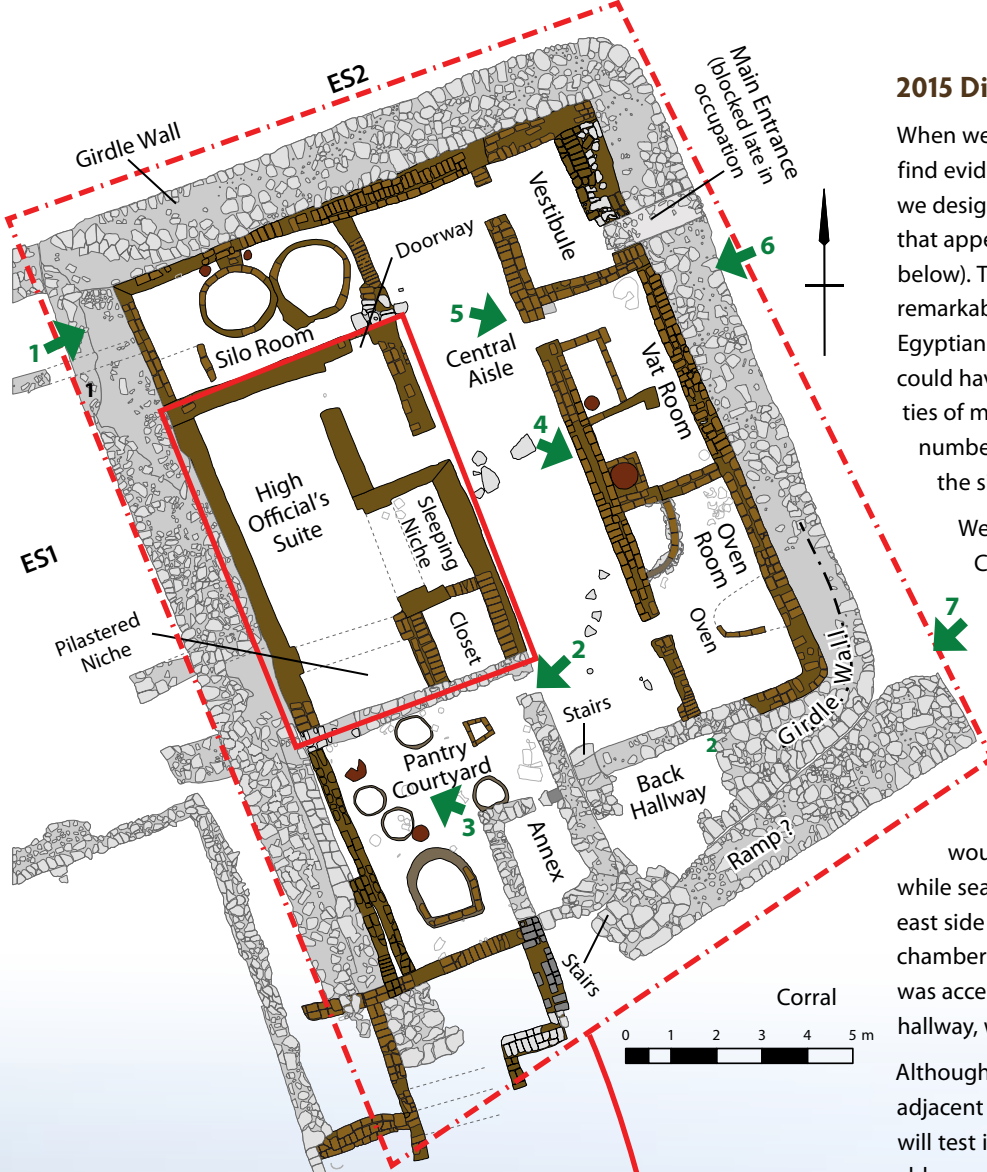 ES2
Girdle Wall
Main Entrance
(blocked late in
occupation
Vestibule
Doorway
6
5
1
Silo Room
Central
Aisle
1
Vat Room
4
High
Official's
Suite
Sleeping
Niche
Oven
Room
ES1
Pilastered
Niche
Closet
Oven
7
2
Stairs
Girdle Wall
2
Pantry
Courtyard
Back
Hallway
3
Annex
Ramp ?
Stairs
Corral
0 1 2 3 4 5 m
2015 Di
When we
find evid
we desig
that appe
below). T
remarkab
Egyptian
could hav
ties of m
numbe
the s
We
C
wou
while sea
east side
chamber
was acce
hallway, w
Although
adjacent
will test i